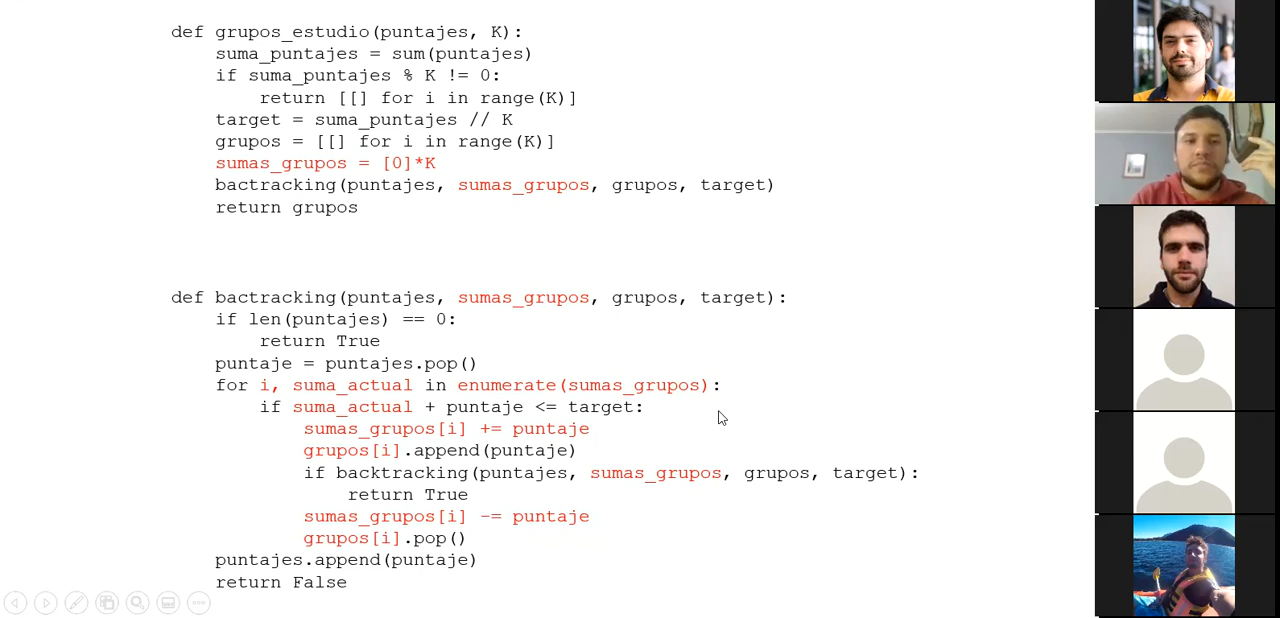 def grupos_estudio(puntajes, K):
    suma_puntajes = sum(puntajes)
    if suma_puntajes % K != 0:
        return [[] for i in range(K)]
    target = suma_puntajes // K
    grupos = [[] for i in range(K)]
    sumas_grupos = [0]*K
    bactracking(puntajes, sumas_grupos, grupos, target)
    return grupos
def bactracking(puntajes, sumas_grupos, grupos, target):
    if len(puntajes) == 0:
        return True
    puntaje = puntajes.pop()
    for i, suma_actual in enumerate(sumas_grupos):
        if suma_actual + puntaje <= target:
            sumas_grupos[i] += puntaje
            grupos[i].append(puntaje)
            if backtracking(puntajes, sumas_grupos, grupos, target):
                return True
            sumas_grupos[i] -= puntaje
            grupos[i].pop()
    puntajes.append(puntaje)
    return False